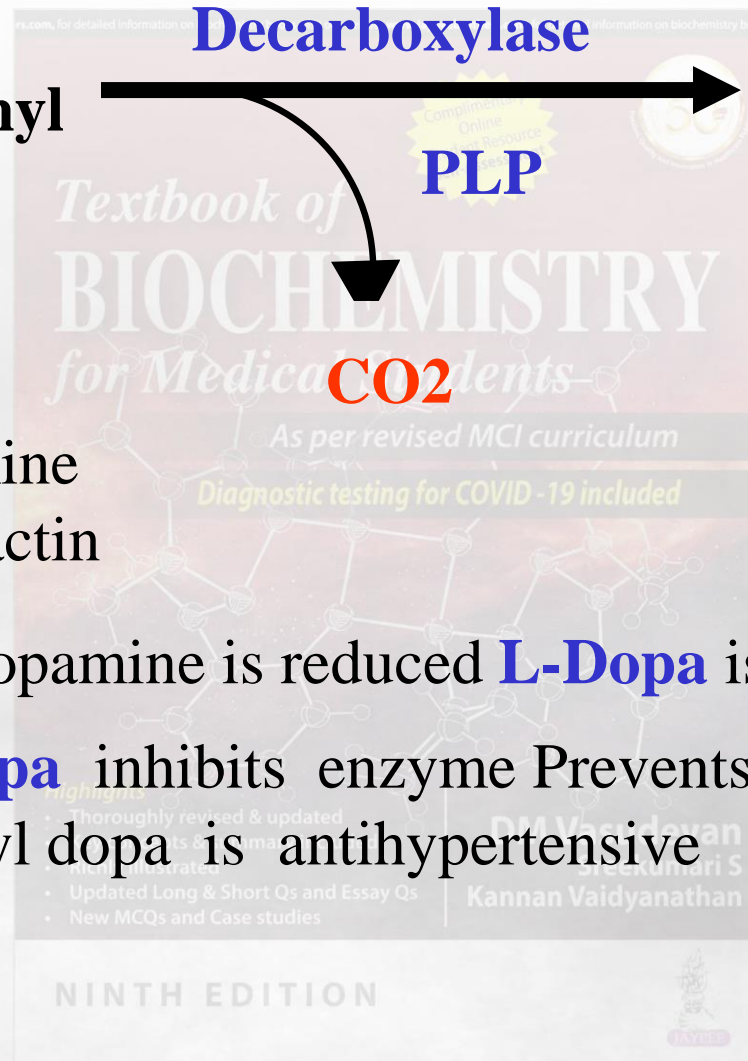 Decarboxylase
nyl
PLP
Textbook of
BIOCHEMISTRY
for Medical Students
CO2
As per revised MCI curriculum
ine
Diagnostic testing for COVID -19 included
actin
opamine is reduced L-Dopa is
pa inhibits enzyme Prevents
Highlights
• Thoroughly revised & updated
yl dopa is antihypertensive
DM Vasudevan
Sreekumari S
Kannan Vaidyanathan
• Updated Long & Short Qs and Essay Qs
• New MCQs and Case studies
NINTH EDITION
JAYPEE